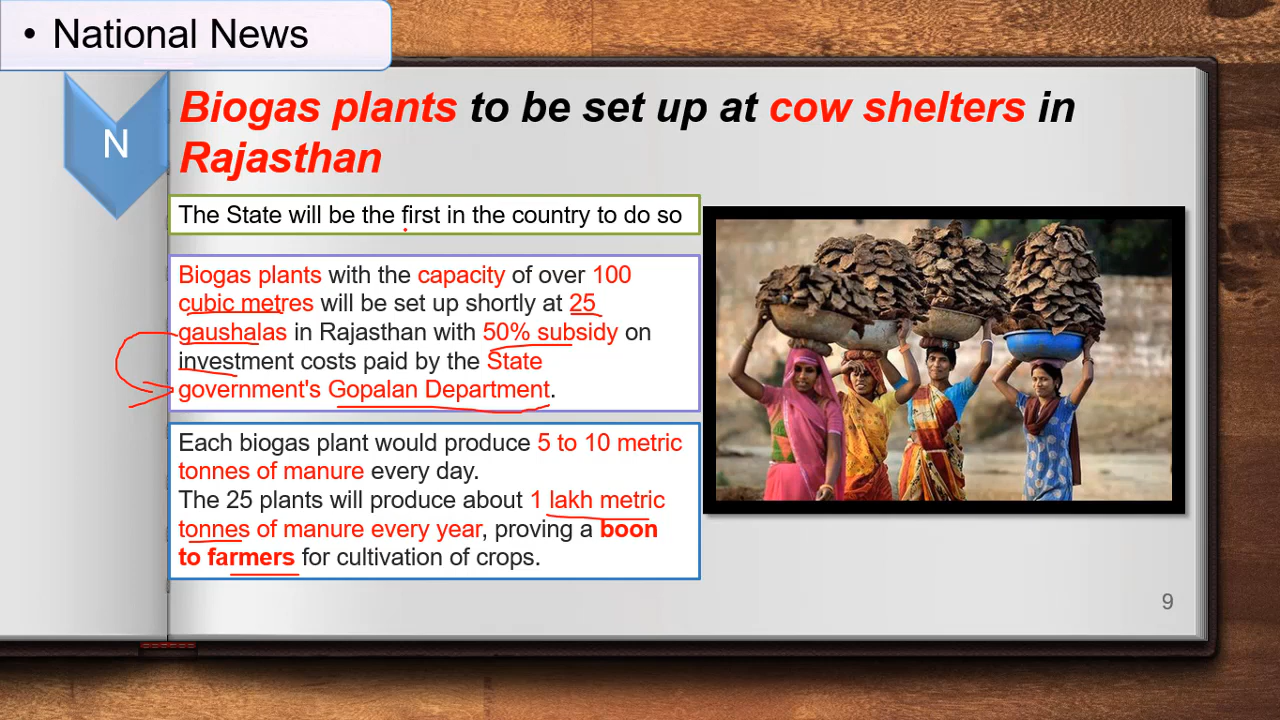 • National News
N
Biogas plants to be set up at cow shelters in
Rajasthan
The State will be the first in the country to do so
Biogas plants with the capacity of over 100
cubic metres will be set up shortly at 25
gaushalas in Rajasthan with 50% subsidy on
investment costs paid by the State
government's Gopalan Department.
Each biogas plant would produce 5 to 10 metric
tonnes of manure every day.
The 25 plants will produce about 1 lakh metric
tonnes of manure every year, proving a boon
to farmers for cultivation of crops.
9